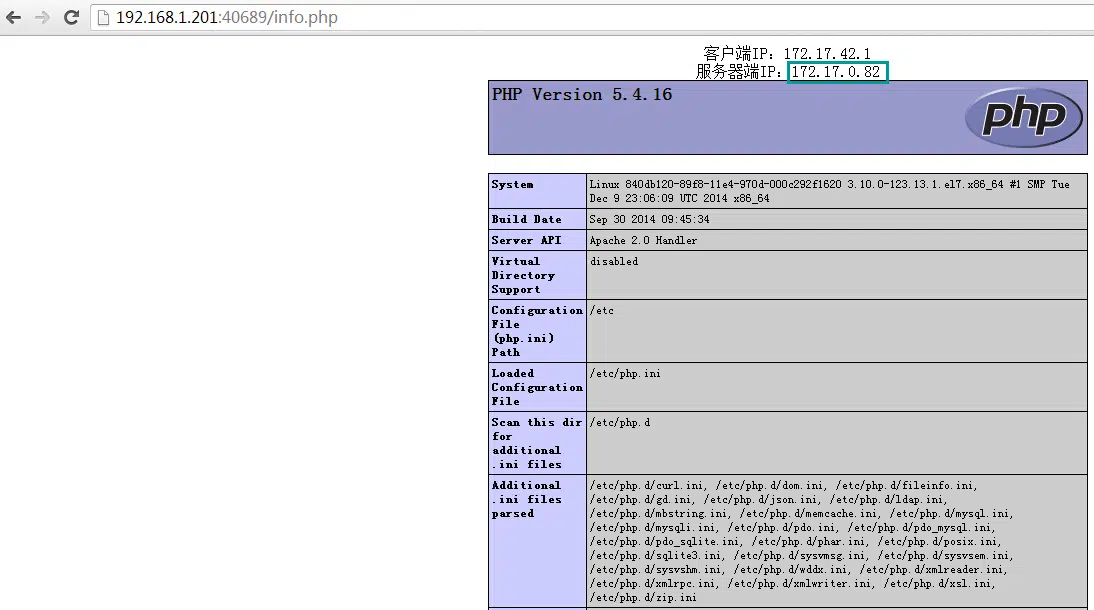 192.168.1.201:40689/info.php
客户端IP: 172.17.42.1
服务器端IP: 172.17.0.82
PHP Version 5.4.16
php
System
Linux 840db120-89f8-11e4-970d-000c292f1620 3.10.0-123.13.1.el7.x86_64 #1 SMP Tue
Dec 9 23:06:09 UTC 2014 x86_64
Build Date
Sep 30 2014 09:45:34
Server API
Apache 2.0 Handler
Virtual
Directory
Support
disabled
Configuration
File
(php.ini)
Path
/etc
Loaded
Configuration
File
/etc/php.ini
Scan this dir
for
additional
.ini files
/etc/php.d
Additional
.ini files
parsed
/etc/php.d/curl.ini, /etc/php.d/dom.ini, /etc/php.d/fileinfo.ini,
/etc/php.d/gd.ini, /etc/php.d/json.ini, /etc/php.d/ldap.ini,
/etc/php.d/mbstring.ini, /etc/php.d/memcache.ini, /etc/php.d/mysql.ini,
/etc/php.d/mysqli.ini, /etc/php.d/pdo.ini, /etc/php.d/pdo_mysql.ini,
/etc/php.d/pdo_sqlite.ini, /etc/php.d/phar.ini, /etc/php.d/posix.ini,
/etc/php.d/sqlite3.ini, /etc/php.d/sysvmsg.ini, /etc/php.d/sysvsem.ini,
/etc/php.d/sysvshm.ini, /etc/php.d/wddx.ini, /etc/php.d/xmlreader.ini,
/etc/php.d/xmlrpc.ini, /etc/php.d/xmlwriter.ini, /etc/php.d/xsl.ini,
/etc/php.d/zip.ini